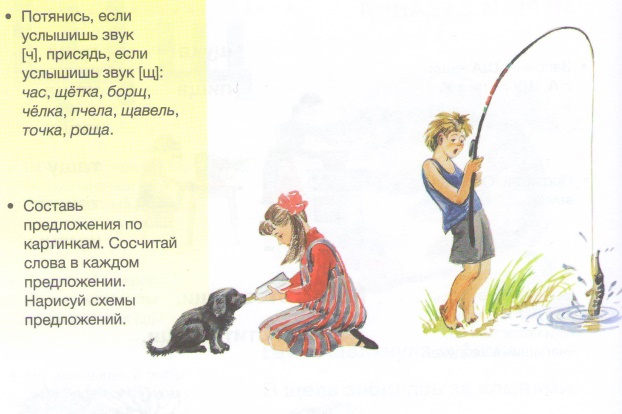 • Потянись, если
услышишь звук
[ч], присядь, если
услышишь звук [щ]:
час, щётка, борщ,
чёлка, пчела, щавель,
точка, роща.
• Составь
предложения по
картинкам. Сосчитай
слова в каждом
предложении.
Нарисуй схемы
предложений.